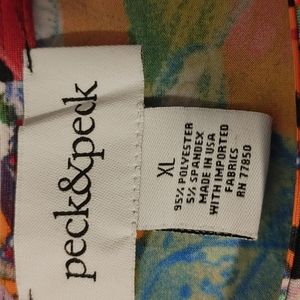 peck&peck
XL
95% POLYESTER
5% SPANDEX
MADE IN USA
WITH IMPORTED
FABRICS
RN 77850